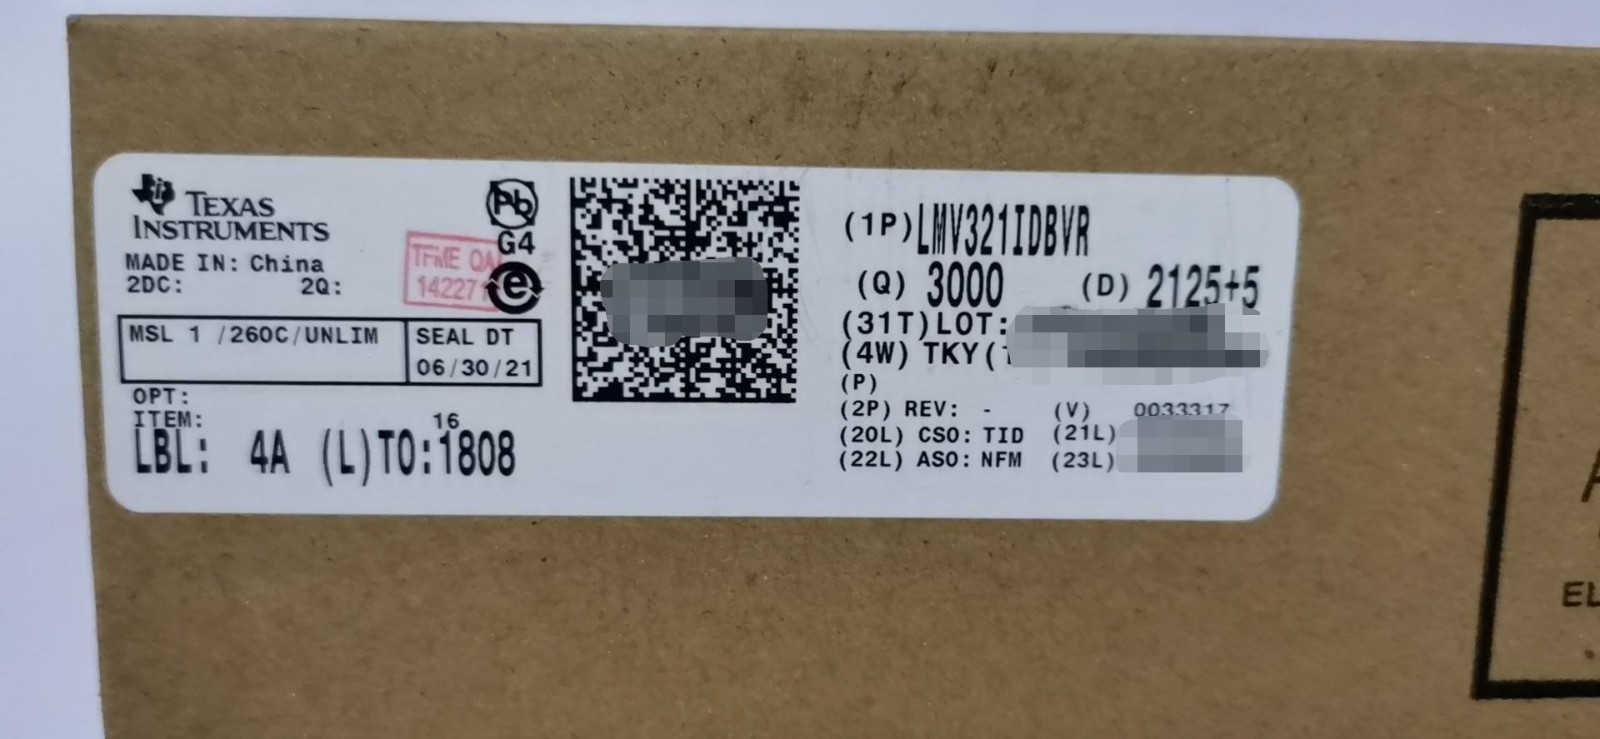 TEXAS
INSTRUMENTS
MADE IN: China
2DC: 2Q:
Pb
G4
e
TFME QA
142271
MSL 1 /260C/UNLIM
SEAL DT
06/30/21
OPT:
ITEM: 16
LBL: 4A (L)TO:1808
(1P)LMV321IDBVR
(Q) 3000 (D) 2125+5
(31T)LOT:
(4W) TKY(
(P)
(2P) REV: - (V) 0033317
(20L) CSO: TID (21L)
(22L) ASO: NFM (23L)
EL